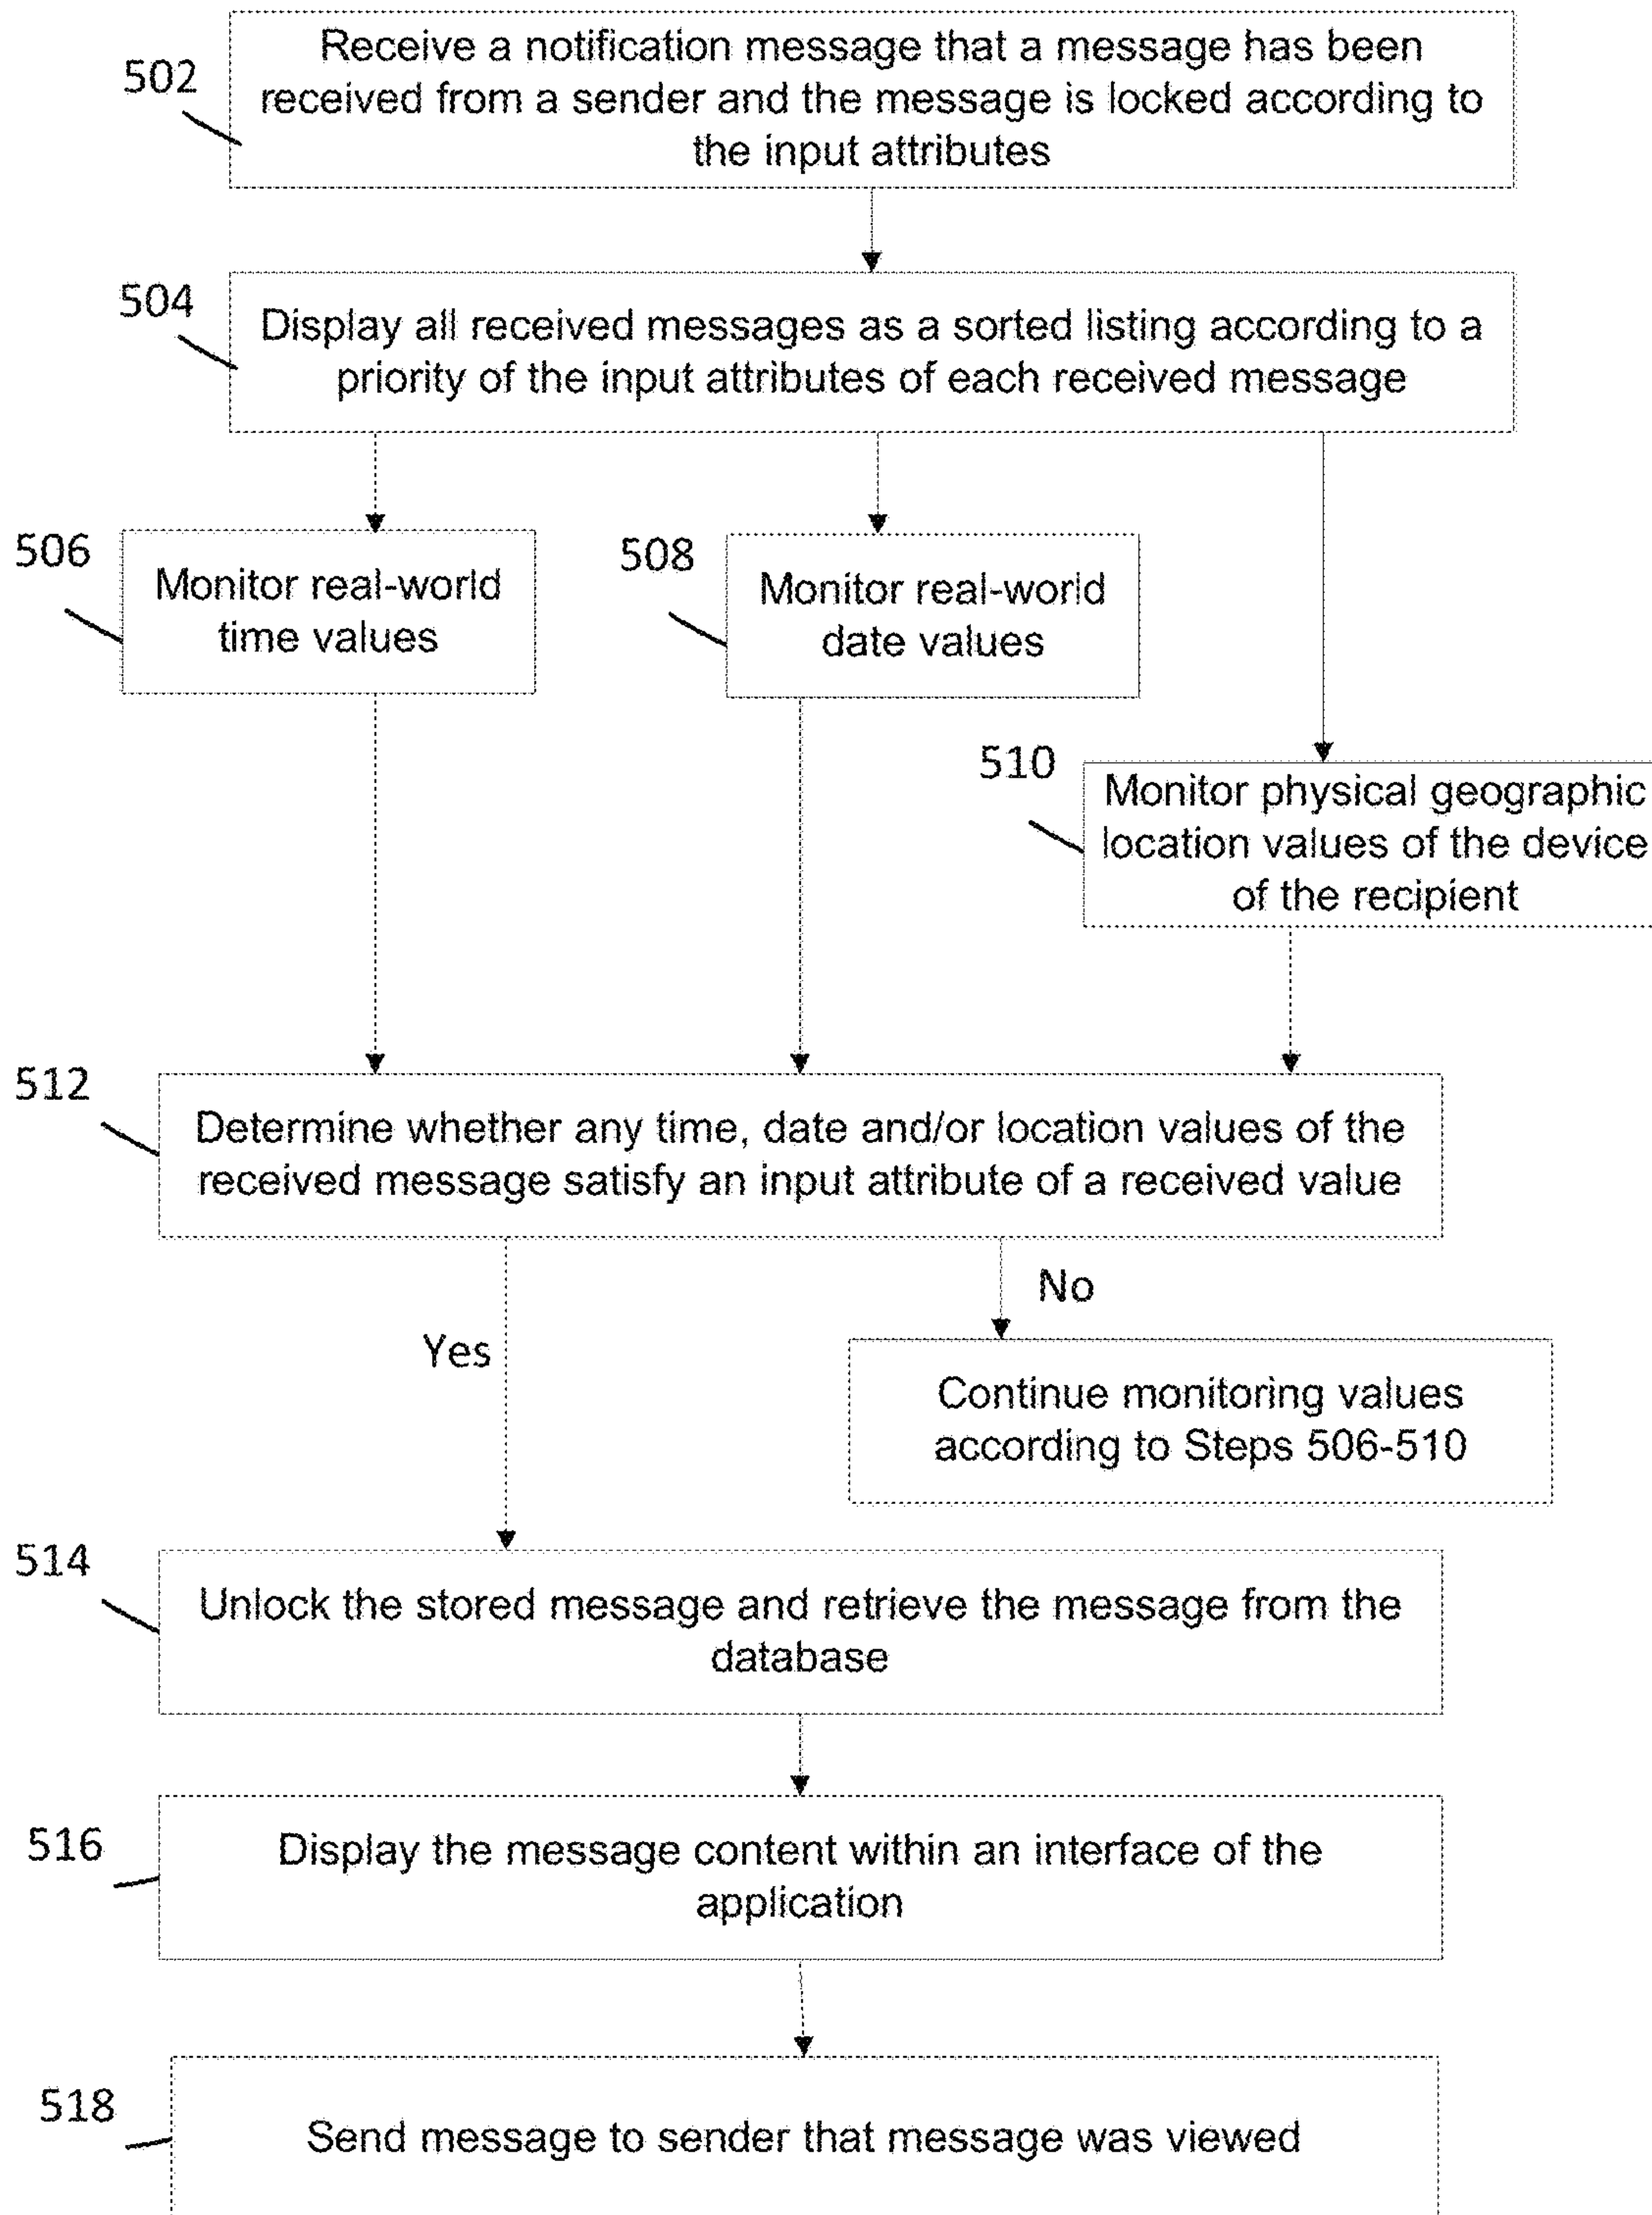 502
Receive a notification message that a message has been
received from a sender and the message is locked according to
the input attributes
504
Display all received messages as a sorted listing according to a
priority of the input attributes of each received message
506
Monitor real-world
time values
508
Monitor real-world
date values
510
Monitor physical geographic
location values of the device
of the recipient
512
Determine whether any time, date and/or location values of the
received message satisfy an input attribute of a received value
No
Yes
Continue monitoring values
according to Steps 506-510
514
Unlock the stored message and retrieve the message from the
database
516
Display the message content within an interface of the
application
518
Send message to sender that message was viewed